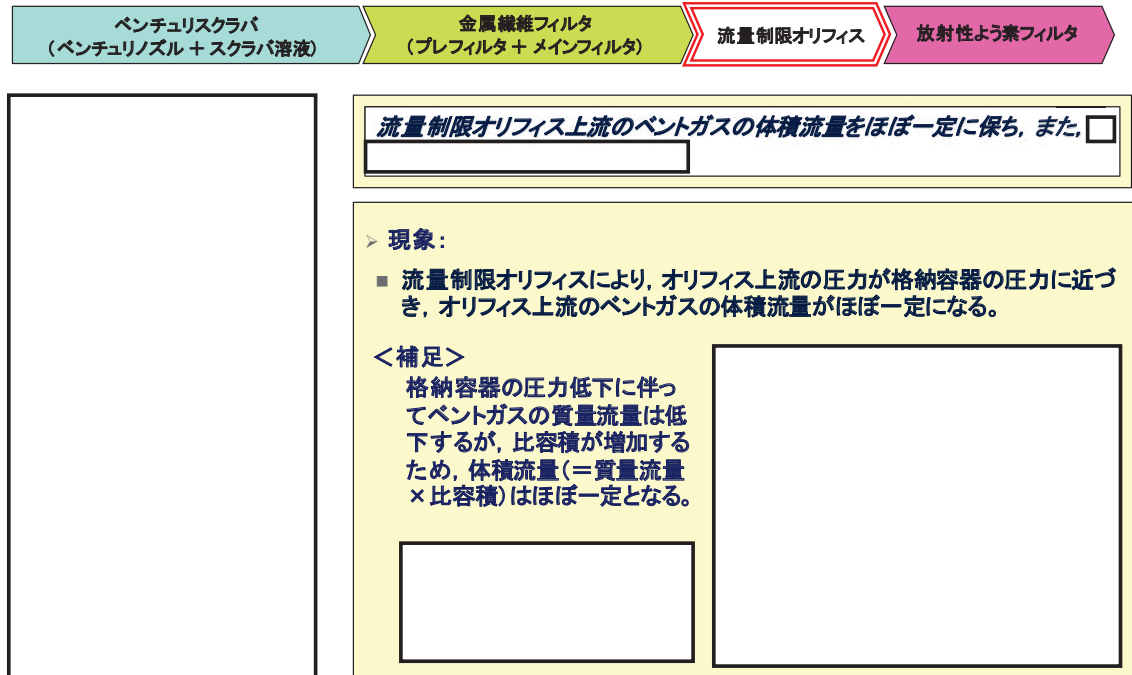 ベンチュリスクラバ
（ベンチュリノズル ＋ スクラバ溶液）
金属繊維フィルタ
（プレフィルタ＋ メインフィルタ）
流量制限オリフィス
放射性よう素フィルタ
流量制限オリフィス上流のベントガスの体積流量をほぼ一定に保ち，また，
➢ 現象：
■ 流量制限オリフィスにより，オリフィス上流の圧力が格納容器の圧力に近づ
き，オリフィス上流のベントガスの体積流量がほぼ一定になる。
＜補足＞
格納容器の圧力低下に伴っ
てベントガスの質量流量は低
下するが，比容積が増加する
ため，体積流量（＝質量流量
×比容積）はほぼ一定となる。